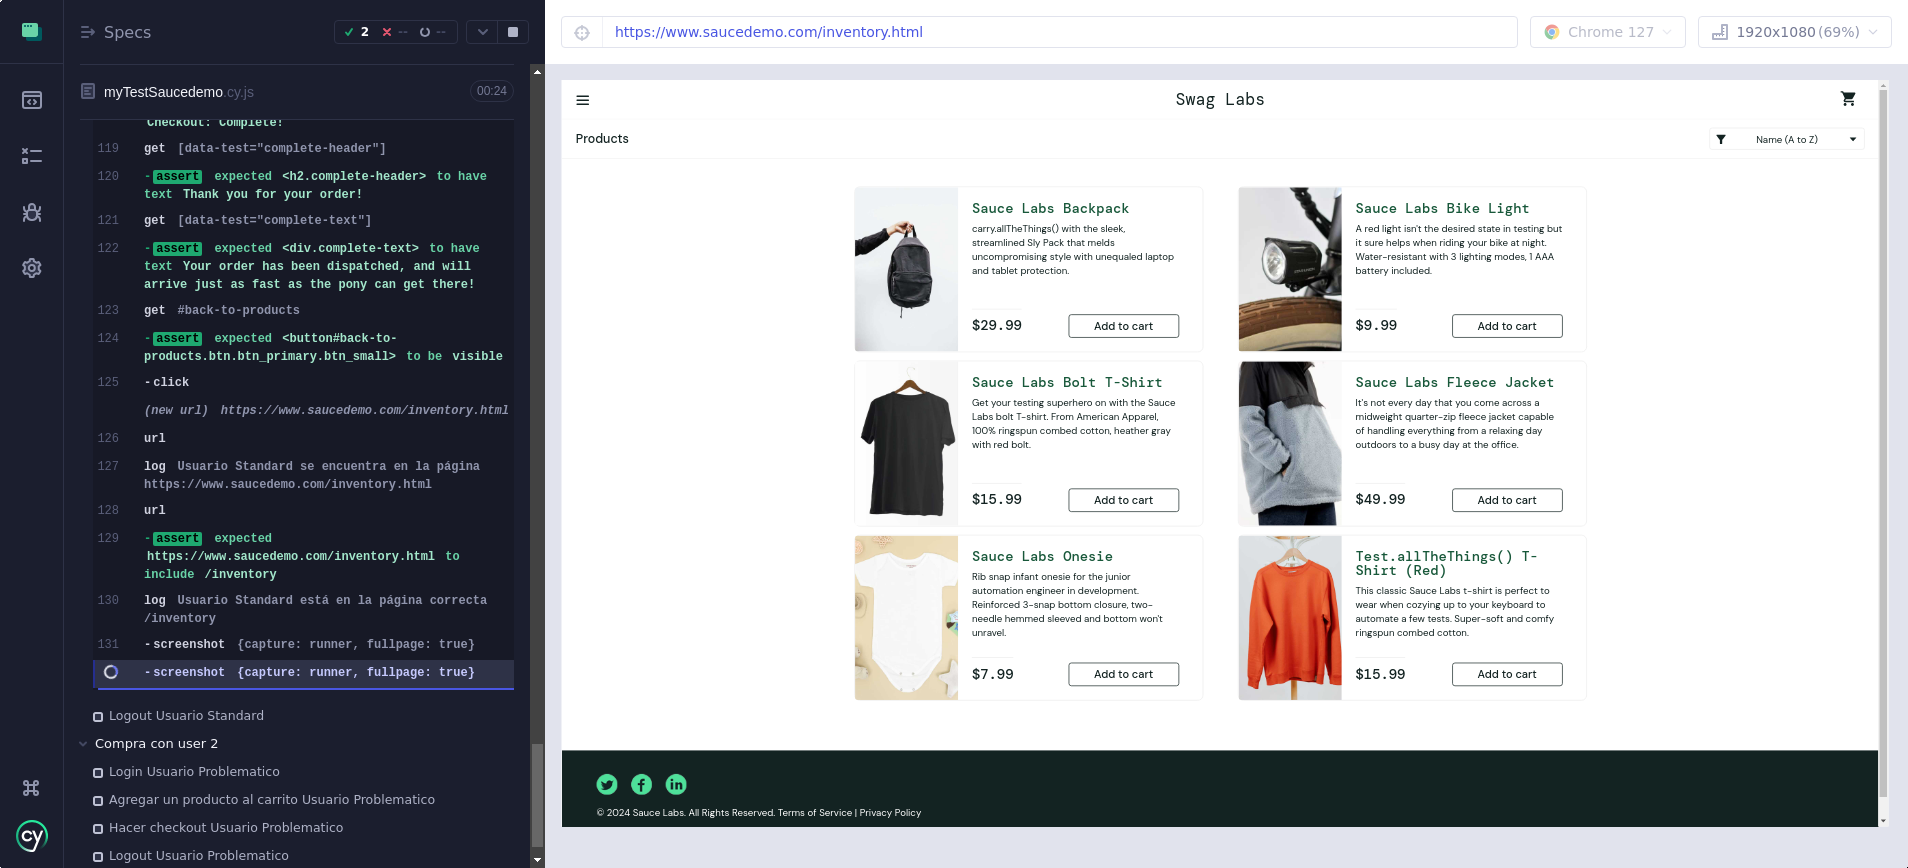 Specs
2
--
--
myTestSaucedemo.cy.js
00:24
Checkout: Complete!
119 get [data-test="complete-header"]
120 -assert expected <h2.complete-header> to have
text Thank you for your order!
121 get [data-test="complete-text"]
122 -assert expected <div.complete-text> to have
text Your order has been dispatched, and will
arrive just as fast as the pony can get there!
123 get #back-to-products
124 -assert expected <button#back-to-
products.btn.btn_primary.btn_small> to be visible
125 -click
(new url) https://www.saucedemo.com/inventory.html
126 url
127 log Usuario Standard se encuentra en la página
https://www.saucedemo.com/inventory.html
128 url
129 -assert expected
https://www.saucedemo.com/inventory.html to
include /inventory
130 log Usuario Standard está en la página correcta
/inventory
131 -screenshot {capture: runner, fullpage: true}
-screenshot {capture: runner, fullpage: true}
Logout Usuario Standard
Compra con user 2
Login Usuario Problematico
Agregar un producto al carrito Usuario Problematico
Hacer checkout Usuario Problematico
Logout Usuario Problematico
cy
https://www.saucedemo.com/inventory.html
Chrome 127
1920x1080 (69%)
Swag Labs
Products
Name (A to Z)
Sauce Labs Backpack
carry.allTheThings() with the sleek,
streamlined Sly Pack that melds
uncompromising style with unequaled laptop
and tablet protection.
$29.99
Add to cart
Sauce Labs Bike Light
A red light isn't the desired state in testing but
it sure helps when riding your bike at night.
Water-resistant with 3 lighting modes, 1 AAA
battery included.
$9.99
Add to cart
Sauce Labs Bolt T-Shirt
Get your testing superhero on with the Sauce
Labs bolt T-shirt. From American Apparel,
100% ringspun combed cotton, heather gray
with red bolt.
$15.99
Add to cart
Sauce Labs Fleece Jacket
It's not every day that you come across a
midweight quarter-zip fleece jacket capable
of handling everything from a relaxing day
outdoors to a busy day at the office.
$49.99
Add to cart
Sauce Labs Onesie
Rib snap infant onesie for the junior
automation engineer in development.
Reinforced 3-snap bottom closure, two-
needle hemmed sleeved and bottom won't
unravel.
$7.99
Add to cart
Test.allTheThings() T-
Shirt (Red)
This classic Sauce Labs t-shirt is perfect to
wear when cozying up to your keyboard to
automate a few tests. Super-soft and comfy
ringspun combed cotton.
$15.99
Add to cart
© 2024 Sauce Labs. All Rights Reserved. Terms of Service | Privacy Policy